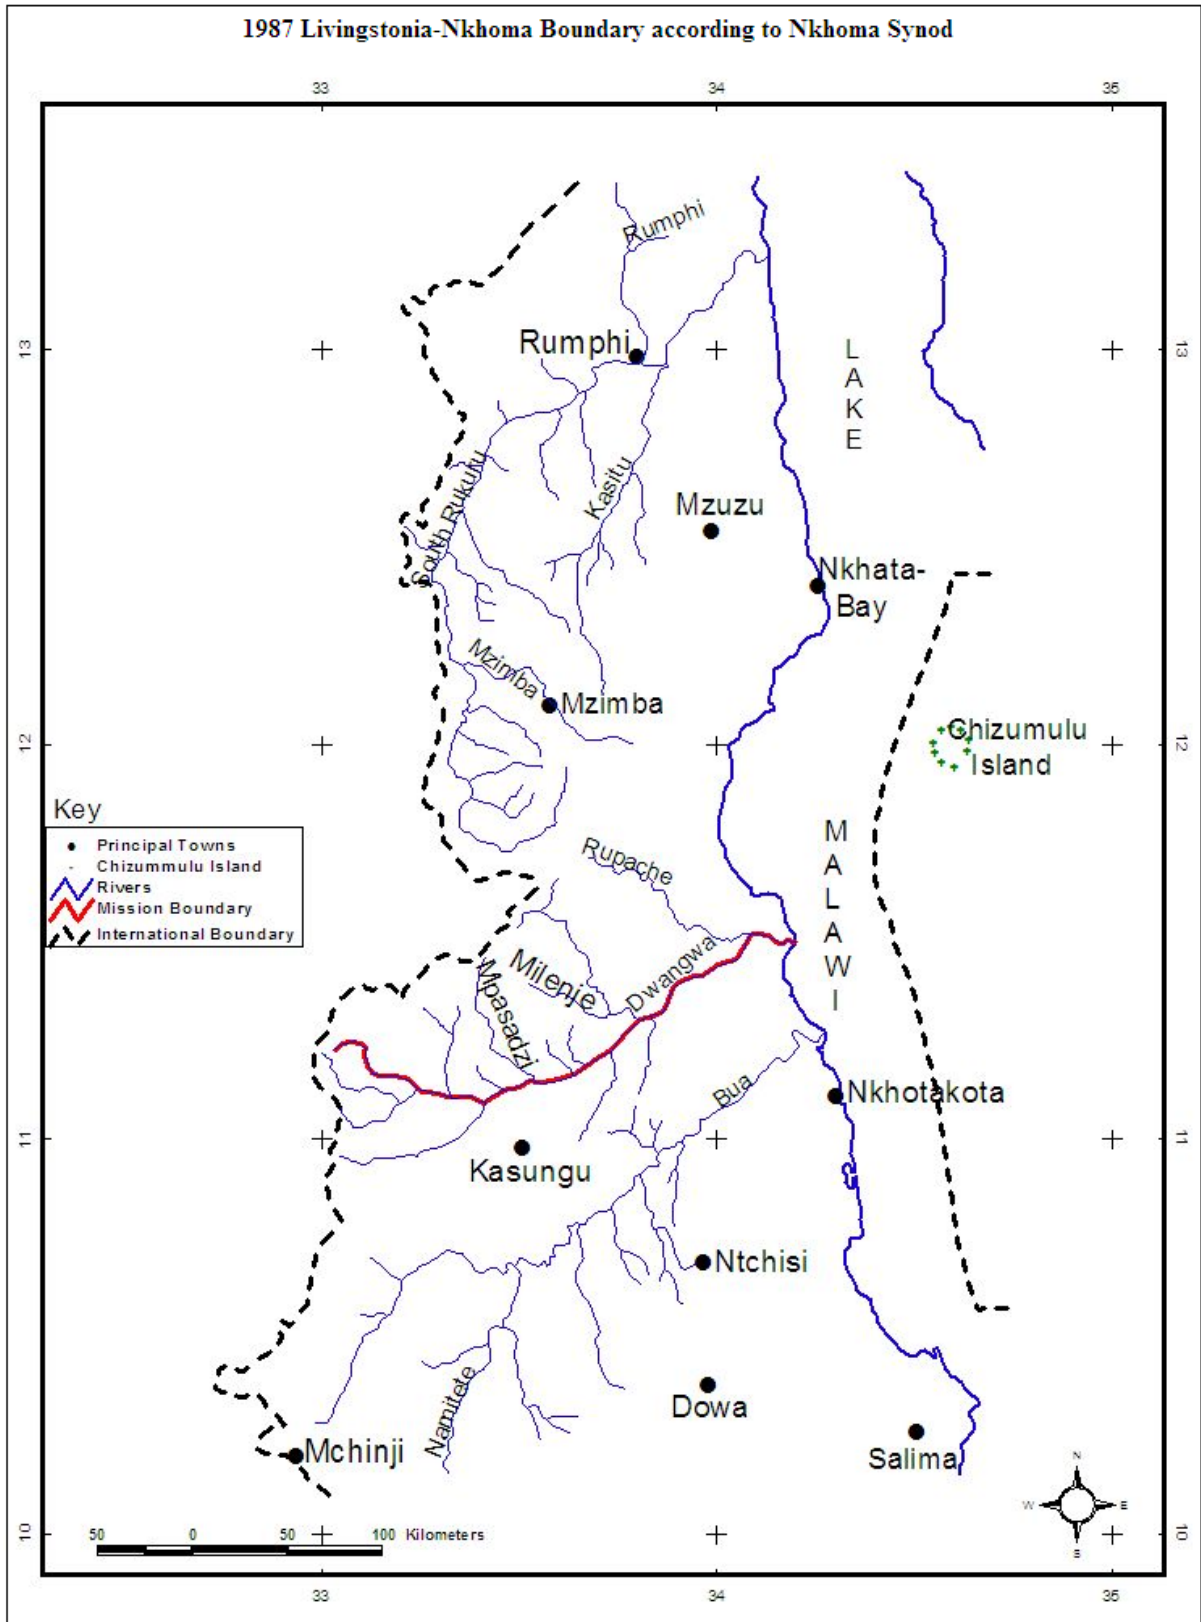 1987 Livingstonia-Nkhoma Boundary according to Nkhoma Synod
33 34 35
Rumphi
13 13
Rumphi
LAKE
South Rukuru
Kasitu
Mzuzu
Nkhata-
Bay
Mzimba
Mzimba
12 12
Chizumulu
Island
Key
Principal Towns
Chizummulu Island
Rivers
Mission Boundary
International Boundary
MALAWI
Rupache
Milenje
Mpasadzi
Dwangwa
Bua
Nkhotakota
11 11
Kasungu
Ntchisi
Namitete
Dowa
Mchinji
Salima
N
W E
S
10 10
50 0 50 100 Kilometers
33 34 35